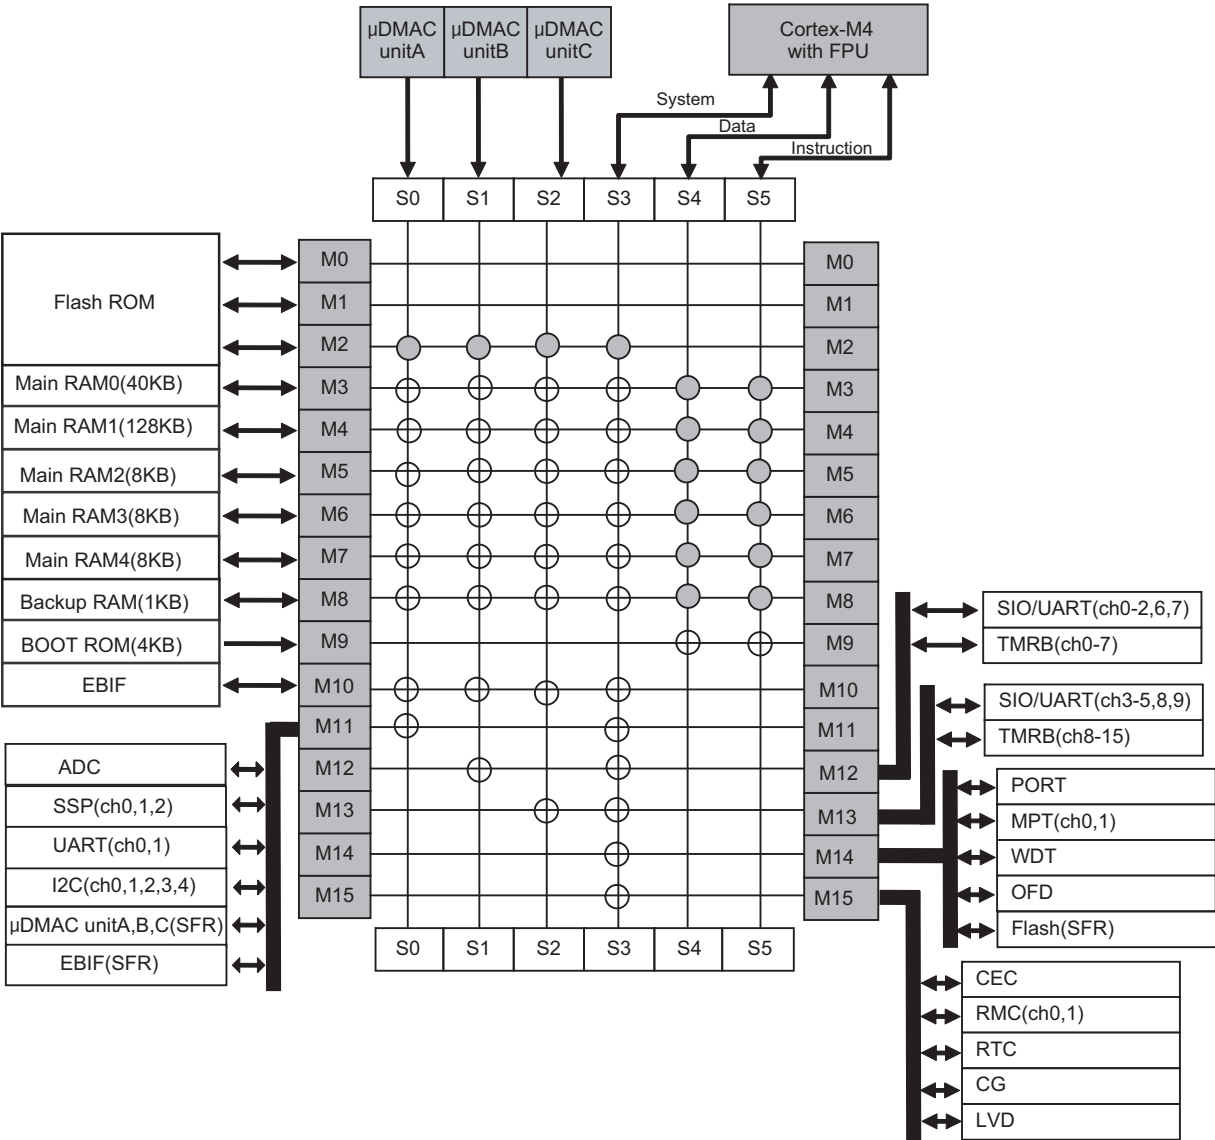 µDMAC
unitA
µDMAC
unitB
µDMAC
unitC
Cortex-M4
with FPU
System
Data
Instruction
S0
S1
S2
S3
S4
S5
Flash ROM
Main RAM0(40KB)
Main RAM1(128KB)
Main RAM2(8KB)
Main RAM3(8KB)
Main RAM4(8KB)
Backup RAM(1KB)
BOOT ROM(4KB)
EBIF
M0
M1
M2
M3
M4
M5
M6
M7
M8
M9
M10
M11
M12
M13
M14
M15
M0
M1
M2
M3
M4
M5
M6
M7
M8
M9
M10
M11
M12
M13
M14
M15
ADC
SSP(ch0,1,2)
UART(ch0,1)
I2C(ch0,1,2,3,4)
µDMAC unitA,B,C(SFR)
EBIF(SFR)
S0
S1
S2
S3
S4
S5
SIO/UART(ch0-2,6,7)
TMRB(ch0-7)
SIO/UART(ch3-5,8,9)
TMRB(ch8-15)
PORT
MPT(ch0,1)
WDT
OFD
Flash(SFR)
CEC
RMC(ch0,1)
RTC
CG
LVD